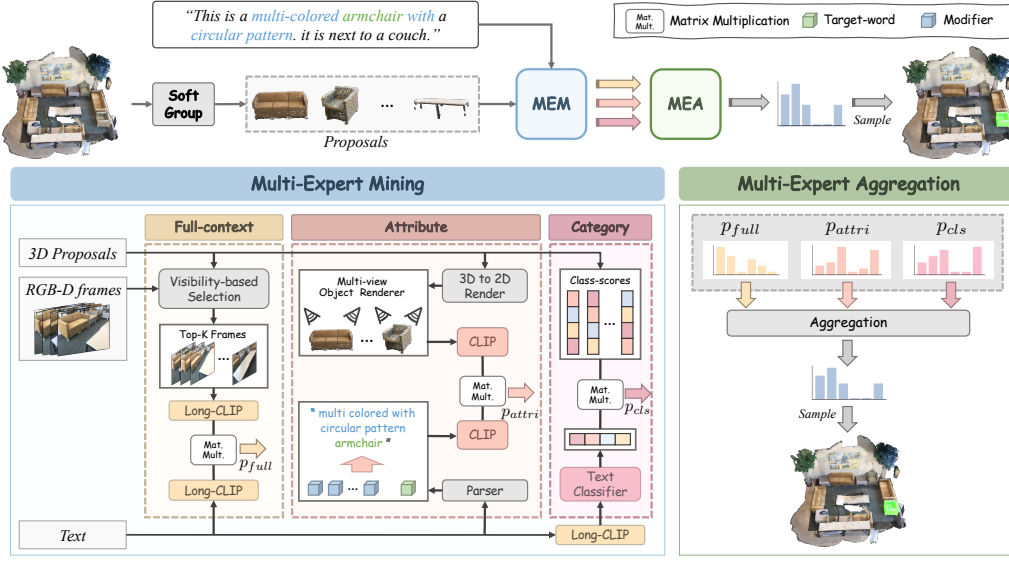 “This is a multi-colored armchair with a
circular pattern. it is next to a couch.”
Mat.
Mult.
Matrix Multiplication
Target-word
Modifier
Soft
Group
...
Proposals
MEM
MEA
Sample
Multi-Expert Mining
Multi-Expert Aggregation
Full-context
Attribute
Category
3D Proposals
RGB-D frames
Visibility-based
Selection
Top-K Frames
...
Long-CLIP
Mat.
Mult.
p_full
Long-CLIP
Text
Multi-view
Object Renderer
...
3D to 2D
Render
CLIP
Mat.
Mult.
p_attri
CLIP
“ multi colored with
circular pattern
armchair ”
...
Parser
Class-scores
...
Mat.
Mult.
p_cls
Text
Classifier
Long-CLIP
p_full
p_attri
p_cls
Aggregation
Sample